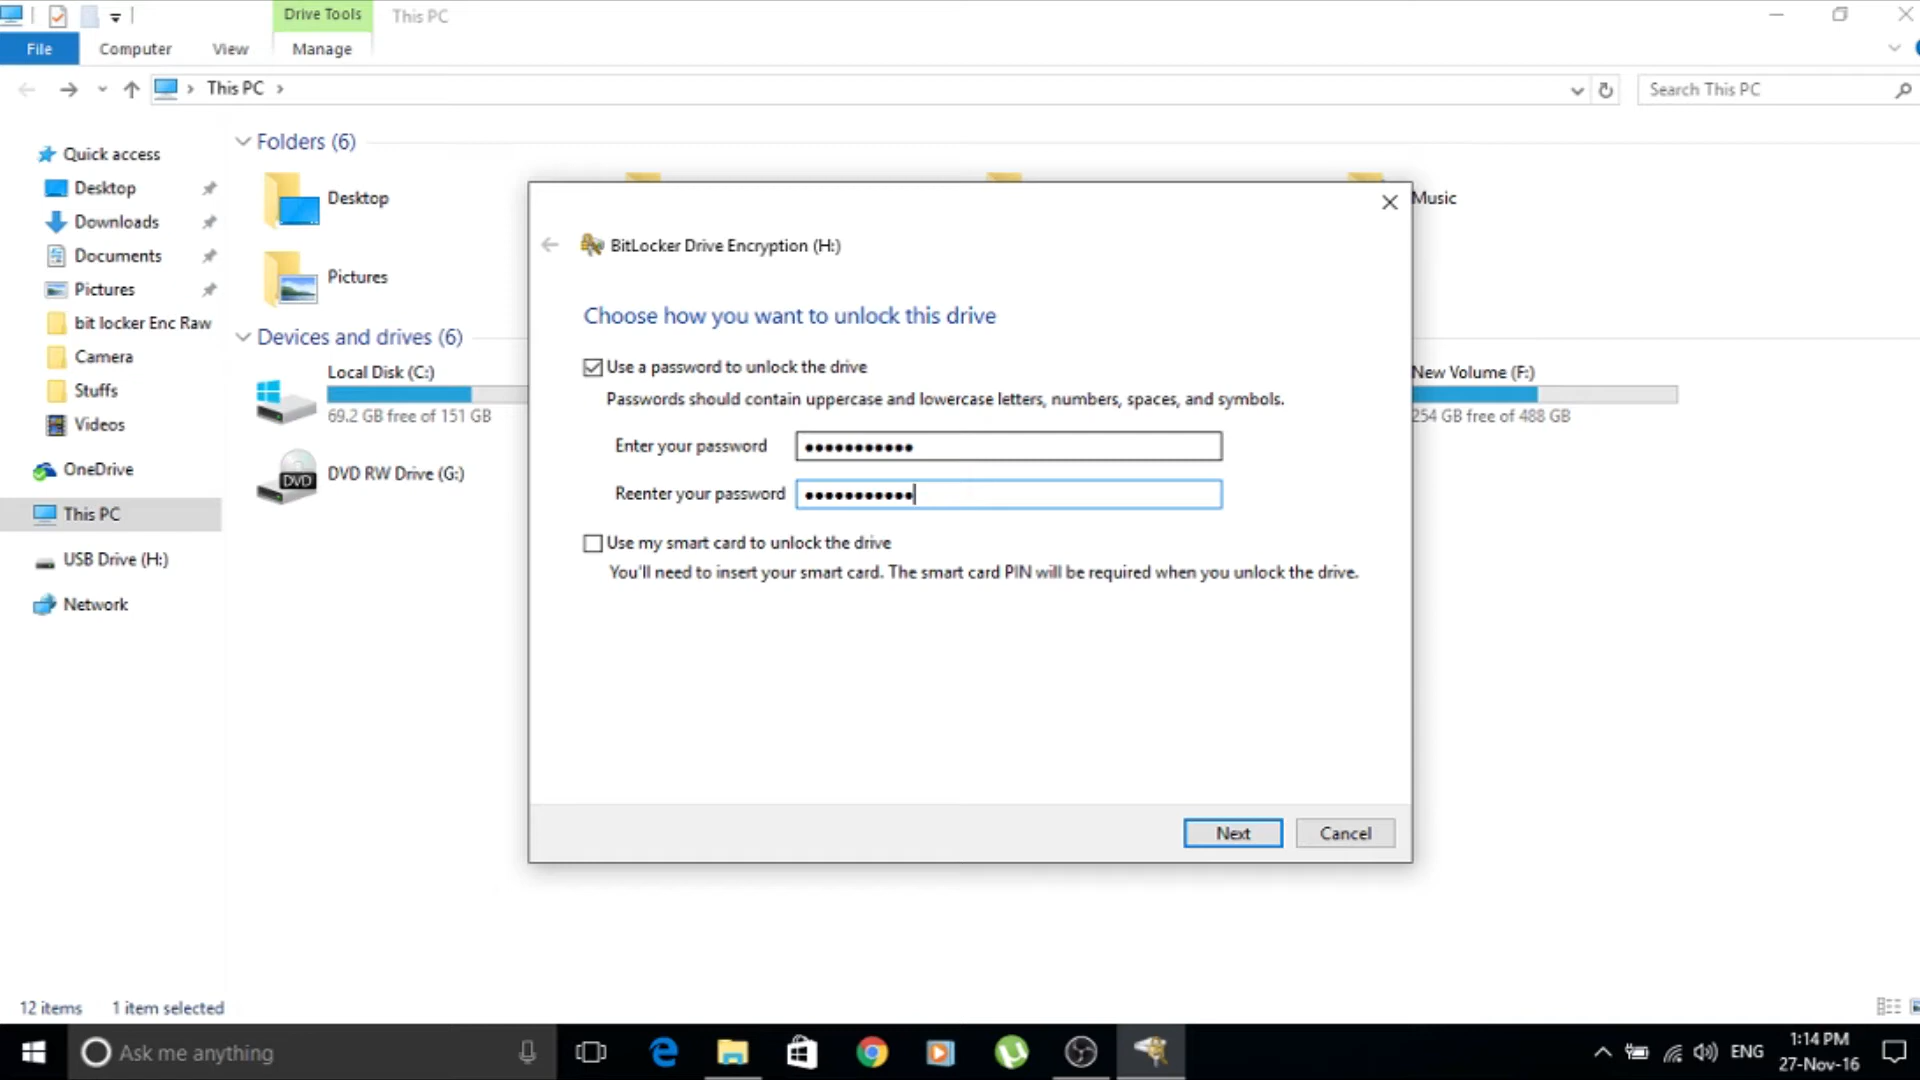 Drive Tools
This PC
File
Computer
View
Manage
This PC
Search This PC
Quick access
Desktop
Downloads
Documents
Pictures
bit locker Enc Raw
Camera
Stuffs
Videos
OneDrive
This PC
USB Drive (H:)
Network
Folders (6)
Desktop
Music
Pictures
Devices and drives (6)
Local Disk (C:)
69.2 GB free of 151 GB
New Volume (F:)
254 GB free of 488 GB
DVD
DVD RW Drive (G:)
BitLocker Drive Encryption (H:)
Choose how you want to unlock this drive
Use a password to unlock the drive
Passwords should contain uppercase and lowercase letters, numbers, spaces, and symbols.
Enter your password
Reenter your password
Use my smart card to unlock the drive
You'll need to insert your smart card. The smart card PIN will be required when you unlock the drive.
Next
Cancel
12 items
1 item selected
Ask me anything
ENG
1:14 PM
27-Nov-16